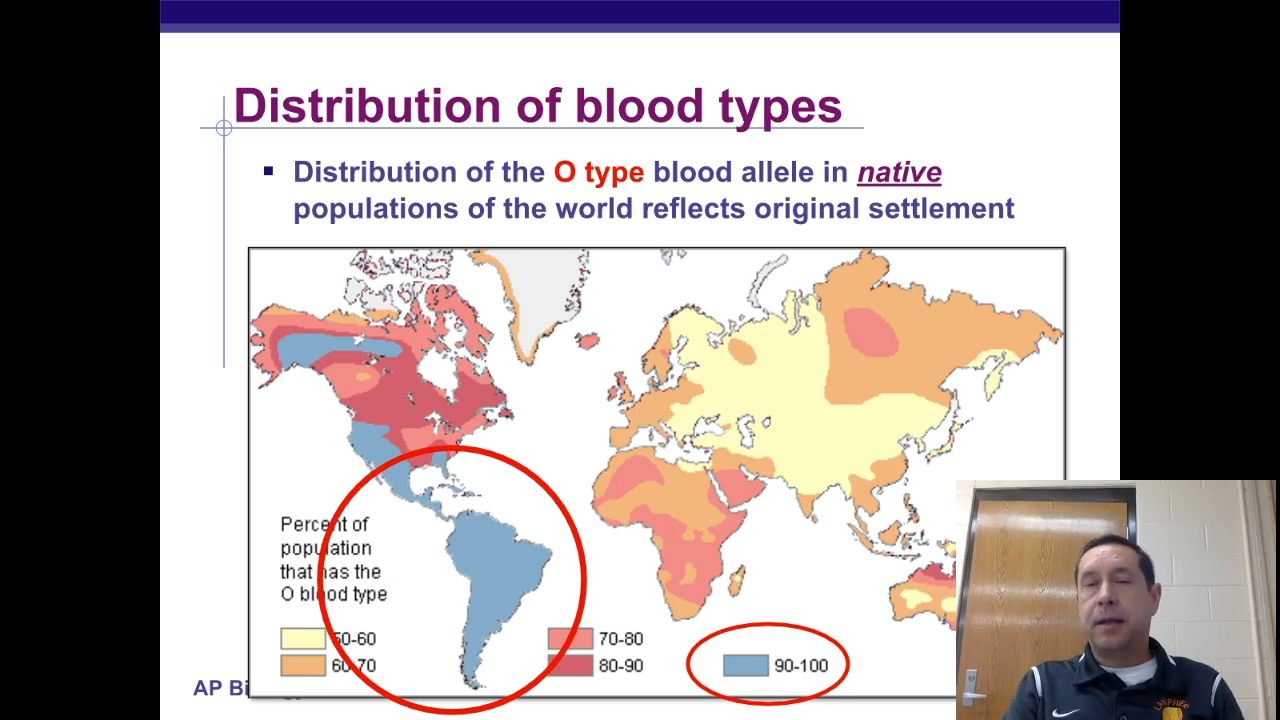 Distribution of blood types
Distribution of the O type blood allele in native
populations of the world reflects original settlement
Percent of
population
that has the
O blood type
50-60
60-70
70-80
80-90
90-100
AP Bi